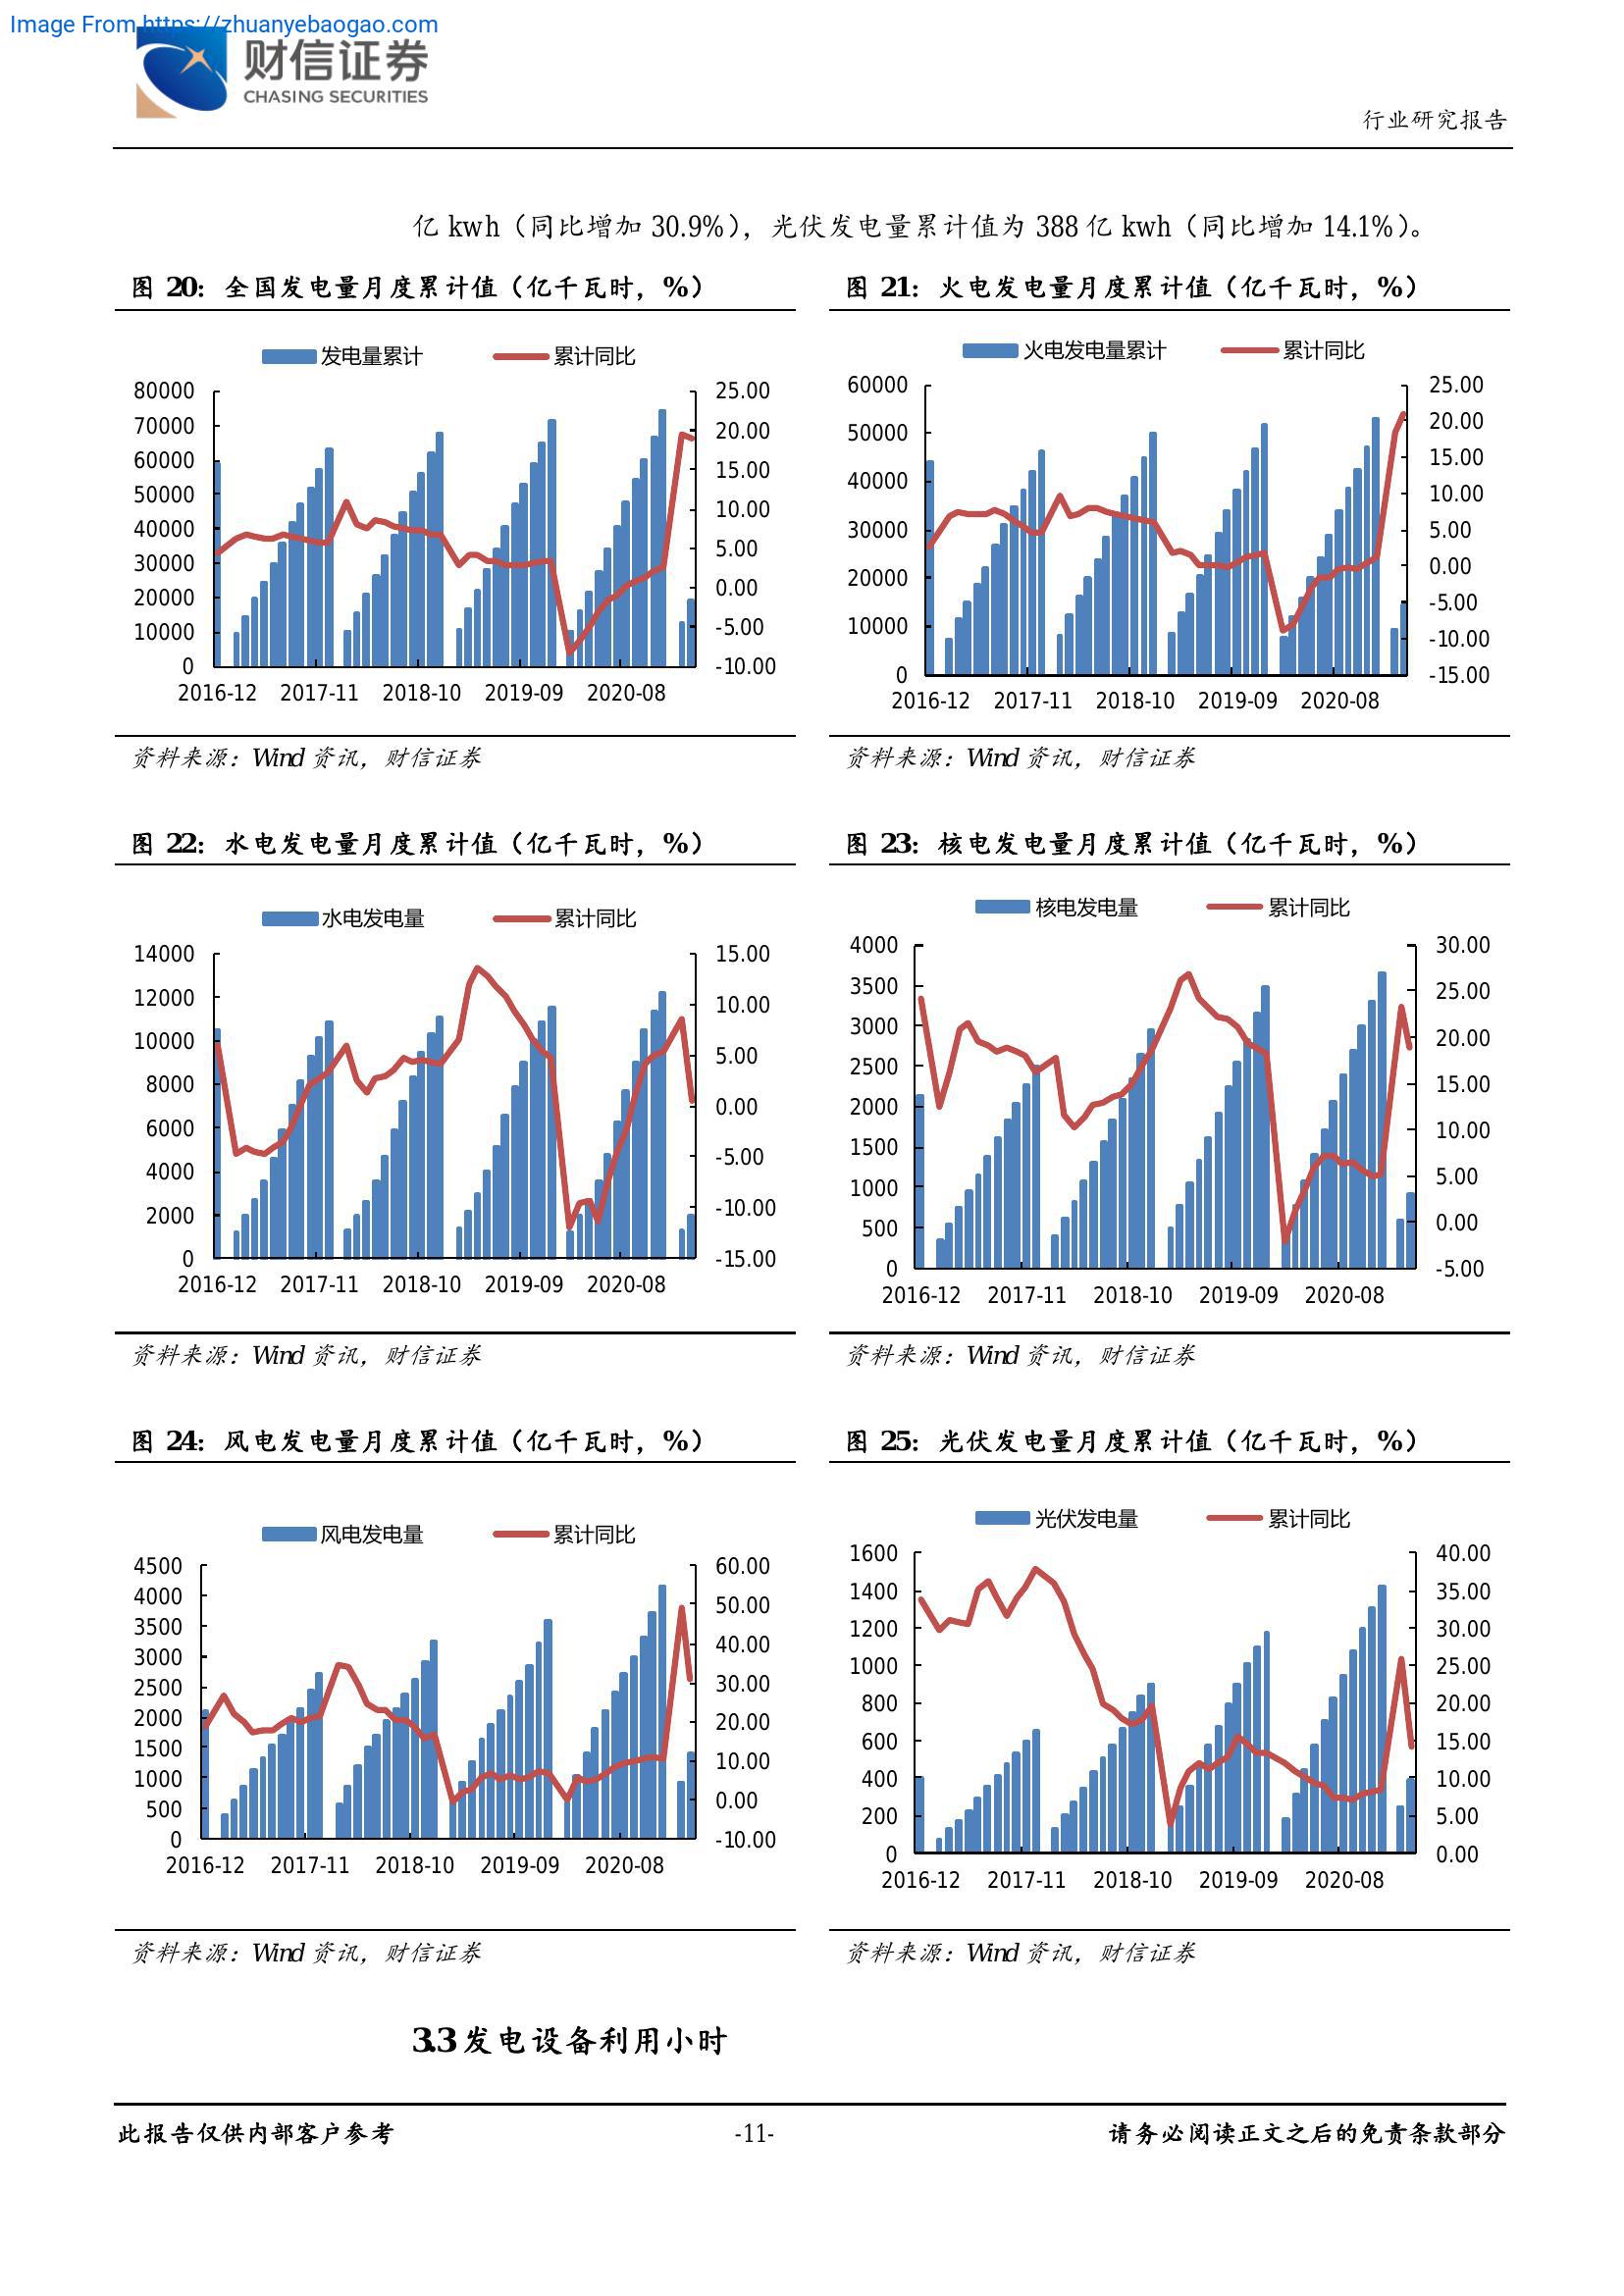 Image From https://zhuanyebaogao.com
财信证券
CHASING SECURITIES
行业研究报告
亿 kwh（同比增加 30.9%），光伏发电量累计值为 388 亿 kwh（同比增加 14.1%）。
图 20：全国发电量月度累计值（亿千瓦时，%）
发电量累计 累计同比
80000 25.00
70000 20.00
60000 15.00
50000 10.00
40000 5.00
30000 0.00
20000 -5.00
10000 -10.00
0
2016-12 2017-11 2018-10 2019-09 2020-08
资料来源：Wind 资讯，财信证券
图 21：火电发电量月度累计值（亿千瓦时，%）
火电发电量累计 累计同比
60000 25.00
50000 20.00
40000 15.00
30000 10.00
20000 5.00
10000 0.00
0 -5.00
-10.00
-15.00
2016-12 2017-11 2018-10 2019-09 2020-08
资料来源：Wind 资讯，财信证券
图 22：水电发电量月度累计值（亿千瓦时，%）
水电发电量 累计同比
14000 15.00
12000 10.00
10000 5.00
8000 0.00
6000 -5.00
4000 -10.00
2000 -15.00
0
2016-12 2017-11 2018-10 2019-09 2020-08
资料来源：Wind 资讯，财信证券
图 23：核电发电量月度累计值（亿千瓦时，%）
核电发电量 累计同比
4000 30.00
3500 25.00
3000 20.00
2500 15.00
2000 10.00
1500 5.00
1000 0.00
500 -5.00
0
2016-12 2017-11 2018-10 2019-09 2020-08
资料来源：Wind 资讯，财信证券
图 24：风电发电量月度累计值（亿千瓦时，%）
风电发电量 累计同比
4500 60.00
4000 50.00
3500 40.00
3000 30.00
2500 20.00
2000 10.00
1500 0.00
1000 -10.00
500
0
2016-12 2017-11 2018-10 2019-09 2020-08
资料来源：Wind 资讯，财信证券
图 25：光伏发电量月度累计值（亿千瓦时，%）
光伏发电量 累计同比
1600 40.00
1400 35.00
1200 30.00
1000 25.00
800 20.00
600 15.00
400 10.00
200 5.00
0 0.00
2016-12 2017-11 2018-10 2019-09 2020-08
资料来源：Wind 资讯，财信证券
3.3 发电设备利用小时
此报告仅供内部客户参考 -11- 请务必阅读正文之后的免责条款部分